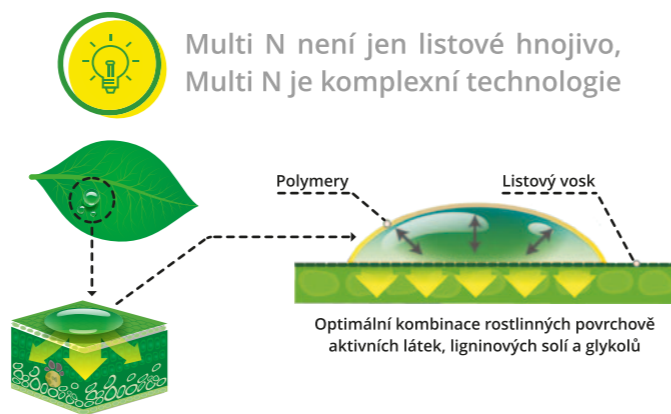 Multi N není jen listové hnojivo,
Multi N je komplexní technologie
Polymery
Listový vosk
Optimální kombinace rostlinných povrchově
aktivních látek, ligninových solí a glykolů